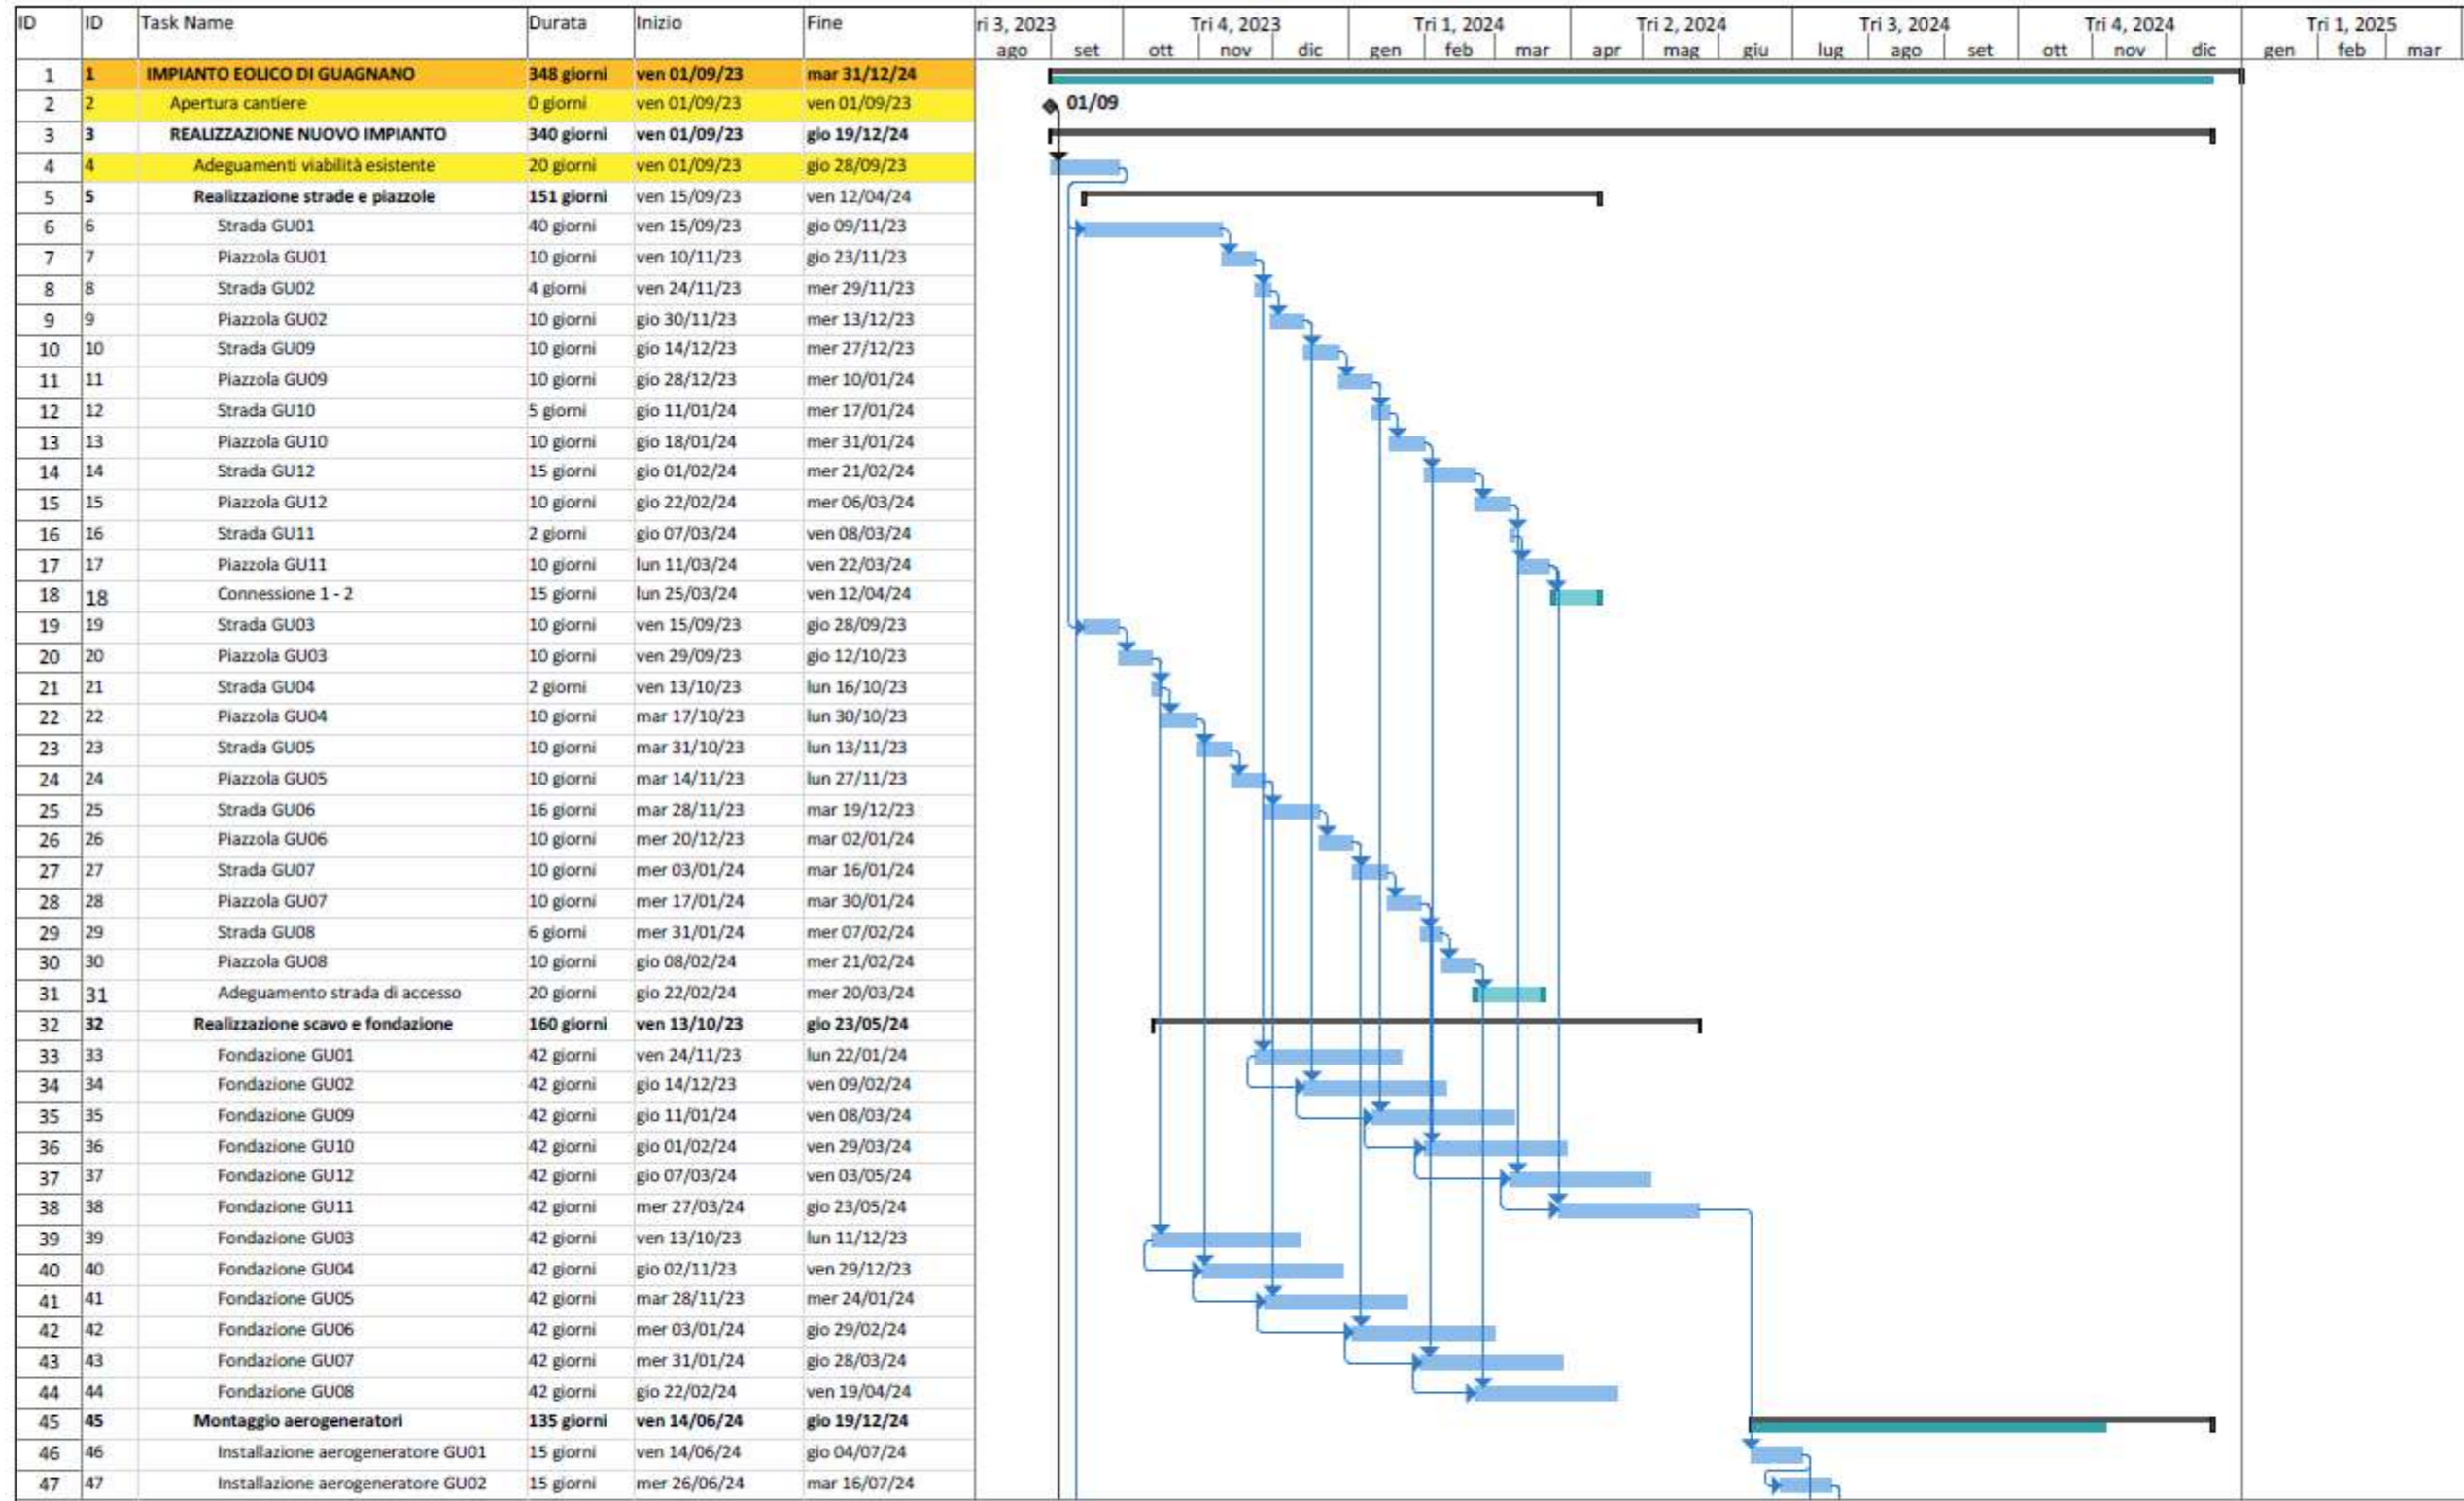 ID ID Task Name Durata Inizio Fine ri 3, 2023 Tri 4, 2023 Tri 1, 2024 Tri 2, 2024 Tri 3, 2024 Tri 4, 2024 Tri 1, 2025
ago set ott nov dic gen feb mar apr mag giu lug ago set ott nov dic gen feb mar
1 1 IMPIANTO EOLICO DI GUAGNANO 348 giorni ven 01/09/23 mar 31/12/24
2 2 Apertura cantiere 0 giorni ven 01/09/23 ven 01/09/23 01/09
3 3 REALIZZAZIONE NUOVO IMPIANTO 340 giorni ven 01/09/23 gio 19/12/24
4 4 Adeguamenti viabilità esistente 20 giorni ven 01/09/23 gio 28/09/23
5 5 Realizzazione strade e piazzole 151 giorni ven 15/09/23 ven 12/04/24
6 6 Strada GU01 40 giorni ven 15/09/23 gio 09/11/23
7 7 Piazzola GU01 10 giorni ven 10/11/23 gio 23/11/23
8 8 Strada GU02 4 giorni ven 24/11/23 mer 29/11/23
9 9 Piazzola GU02 10 giorni gio 30/11/23 mer 13/12/23
10 10 Strada GU09 10 giorni gio 14/12/23 mer 27/12/23
11 11 Piazzola GU09 10 giorni gio 28/12/23 mer 10/01/24
12 12 Strada GU10 5 giorni gio 11/01/24 mer 17/01/24
13 13 Piazzola GU10 10 giorni gio 18/01/24 mer 31/01/24
14 14 Strada GU12 15 giorni gio 01/02/24 mer 21/02/24
15 15 Piazzola GU12 10 giorni gio 22/02/24 mer 06/03/24
16 16 Strada GU11 2 giorni gio 07/03/24 ven 08/03/24
17 17 Piazzola GU11 10 giorni lun 11/03/24 ven 22/03/24
18 18 Connessione 1 - 2 15 giorni lun 25/03/24 ven 12/04/24
19 19 Strada GU03 10 giorni ven 15/09/23 gio 28/09/23
20 20 Piazzola GU03 10 giorni ven 29/09/23 gio 12/10/23
21 21 Strada GU04 2 giorni ven 13/10/23 lun 16/10/23
22 22 Piazzola GU04 10 giorni mar 17/10/23 lun 30/10/23
23 23 Strada GU05 10 giorni mar 31/10/23 lun 13/11/23
24 24 Piazzola GU05 10 giorni mar 14/11/23 lun 27/11/23
25 25 Strada GU06 16 giorni mar 28/11/23 mar 19/12/23
26 26 Piazzola GU06 10 giorni mer 20/12/23 mar 02/01/24
27 27 Strada GU07 10 giorni mer 03/01/24 mar 16/01/24
28 28 Piazzola GU07 10 giorni mer 17/01/24 mar 30/01/24
29 29 Strada GU08 6 giorni mer 31/01/24 mer 07/02/24
30 30 Piazzola GU08 10 giorni gio 08/02/24 mer 21/02/24
31 31 Adeguamento strada di accesso 20 giorni gio 22/02/24 mer 20/03/24
32 32 Realizzazione scavo e fondazione 160 giorni ven 13/10/23 gio 23/05/24
33 33 Fondazione GU01 42 giorni ven 24/11/23 lun 22/01/24
34 34 Fondazione GU02 42 giorni gio 14/12/23 ven 09/02/24
35 35 Fondazione GU09 42 giorni gio 11/01/24 ven 08/03/24
36 36 Fondazione GU10 42 giorni gio 01/02/24 ven 29/03/24
37 37 Fondazione GU12 42 giorni gio 07/03/24 ven 03/05/24
38 38 Fondazione GU11 42 giorni mer 27/03/24 gio 23/05/24
39 39 Fondazione GU03 42 giorni ven 13/10/23 lun 11/12/23
40 40 Fondazione GU04 42 giorni gio 02/11/23 ven 29/12/23
41 41 Fondazione GU05 42 giorni mar 28/11/23 mer 24/01/24
42 42 Fondazione GU06 42 giorni mer 03/01/24 gio 29/02/24
43 43 Fondazione GU07 42 giorni mer 31/01/24 gio 28/03/24
44 44 Fondazione GU08 42 giorni gio 22/02/24 ven 19/04/24
45 45 Montaggio aerogeneratori 135 giorni ven 14/06/24 gio 19/12/24
46 46 Installazione aerogeneratore GU01 15 giorni ven 14/06/24 gio 04/07/24
47 47 Installazione aerogeneratore GU02 15 giorni mer 26/06/24 mar 16/07/24